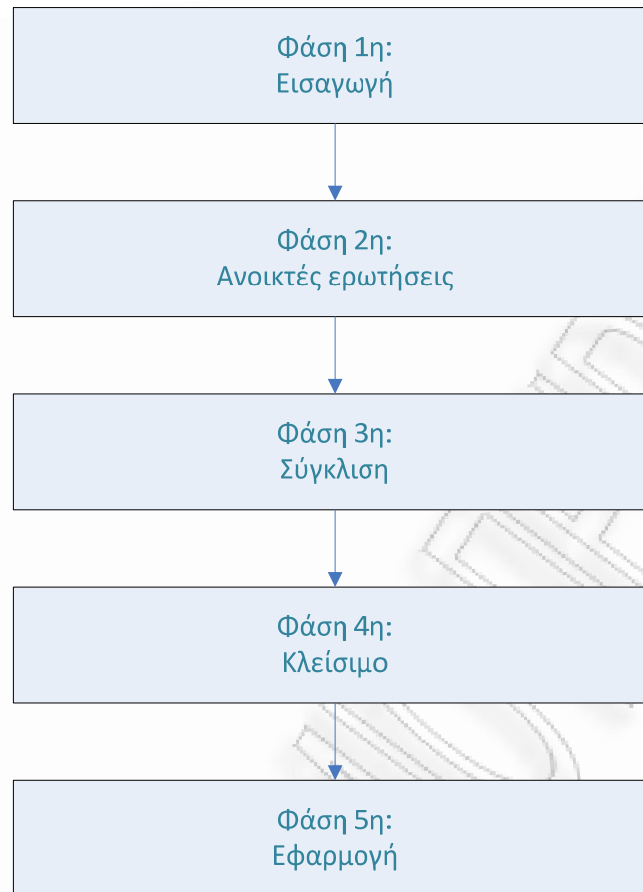 Φάση 1η:
Εισαγωγή
Φάση 2η:
Ανοικτές ερωτήσεις
Φάση 3η:
Σύγκλιση
Φάση 4η:
Κλείσιμο
Φάση 5η:
Εφαρμογή